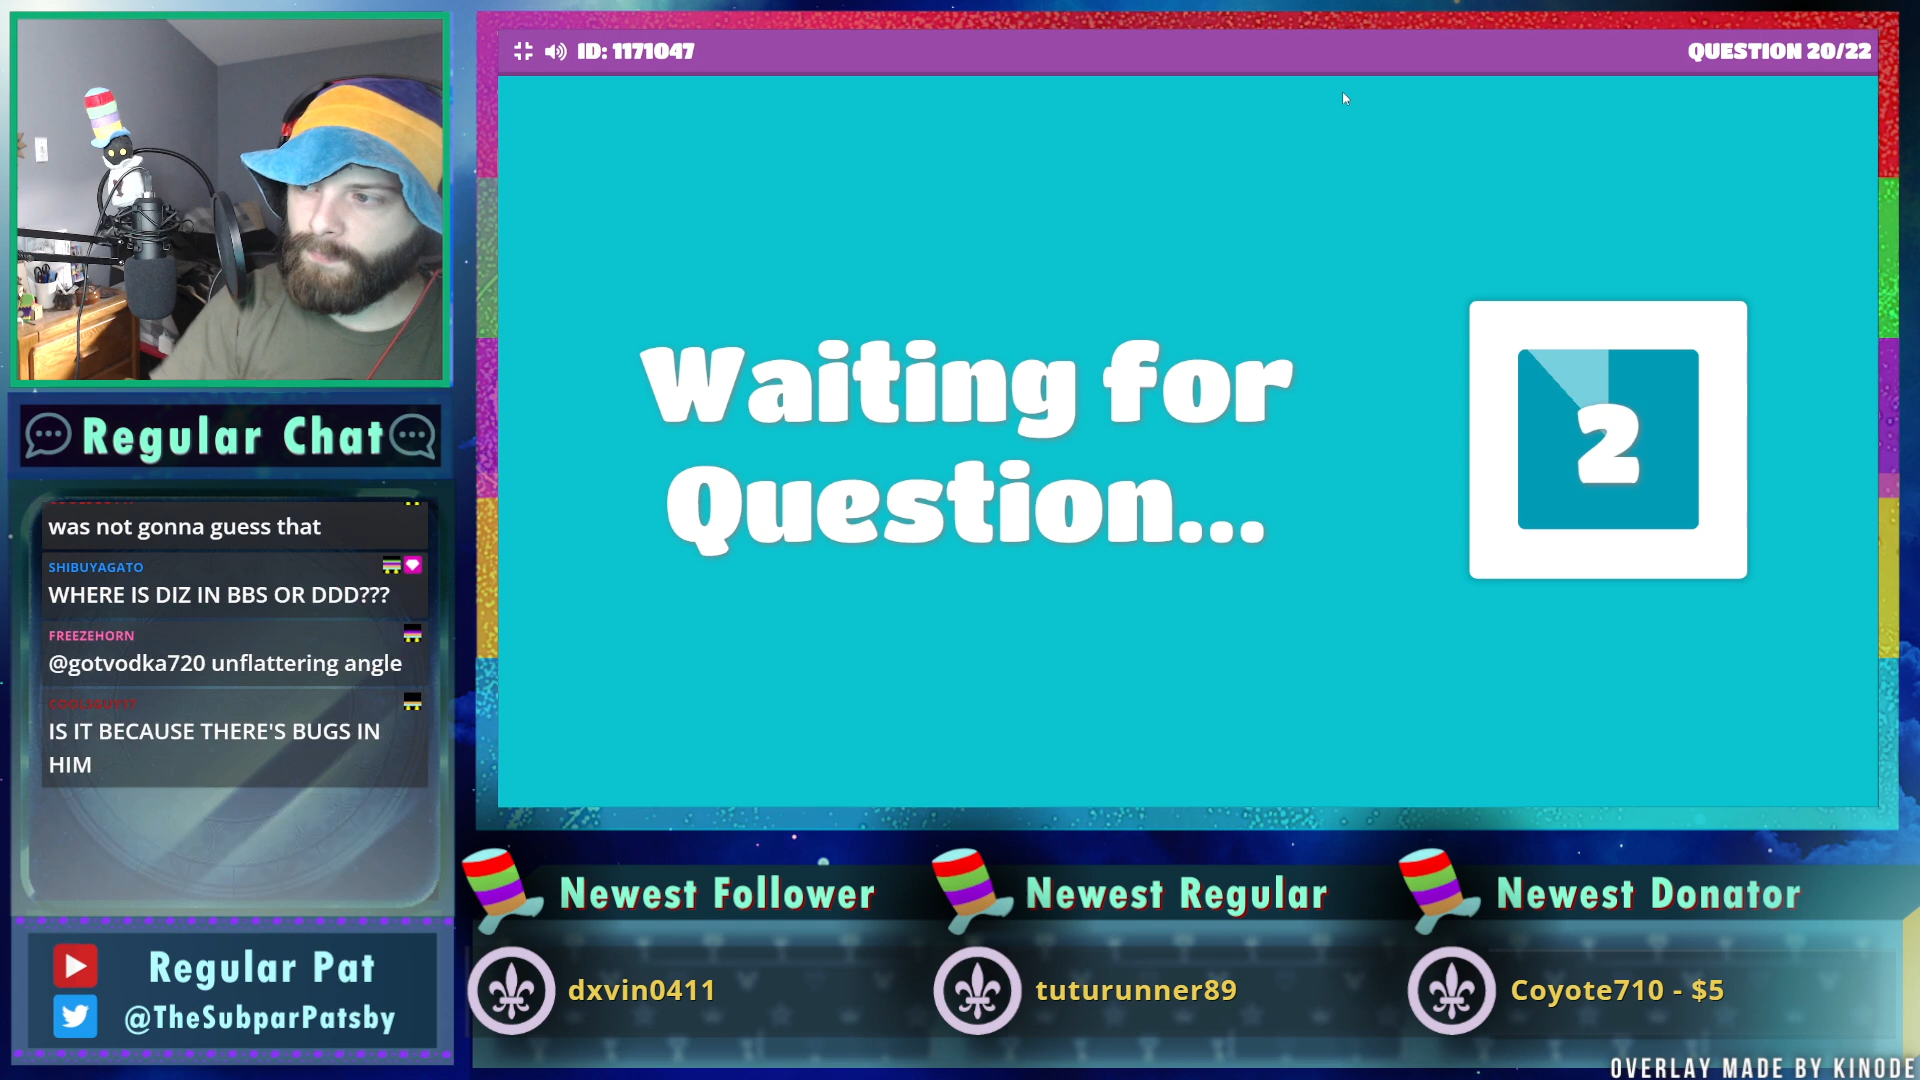 ID: 1171047
QUESTION 20/22
Waiting for
Question...
2
Regular Chat
was not gonna guess that
SHIBUYAGATO
WHERE IS DIZ IN BBS OR DDD???
FREEZEHORN
@gotvodka720 unflattering angle
IS IT BECAUSE THERE'S BUGS IN
HIM
Regular Pat
@TheSubparPatsby
Newest Follower
dxvin0411
Newest Regular
tuturunner89
Newest Donator
Coyote710 - $5
OVERLAY MADE BY KINODE